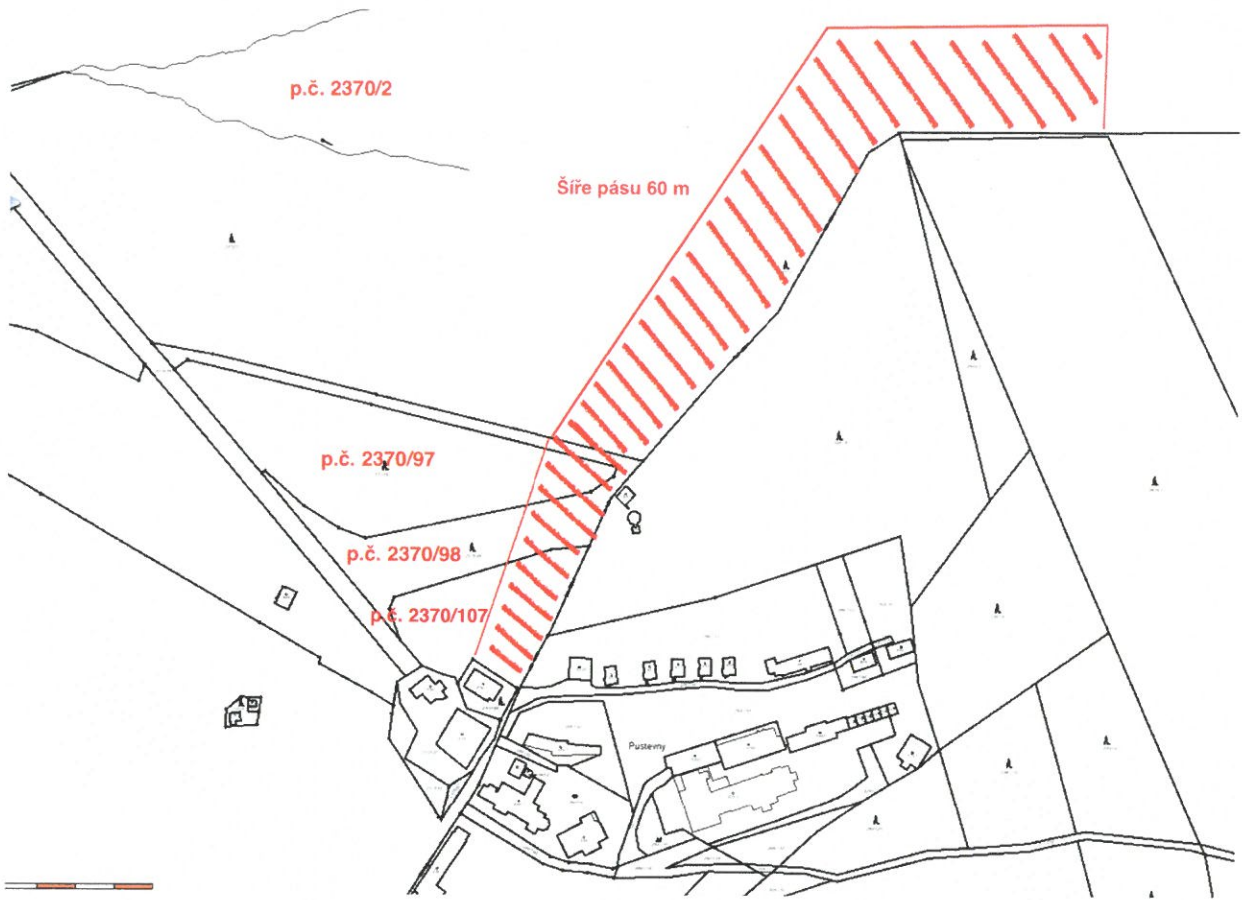 p.č. 2370/2
Šíře pásu 60 m
p.č. 2370/97
p.č. 2370/98
p.č. 2370/107
Pustevny